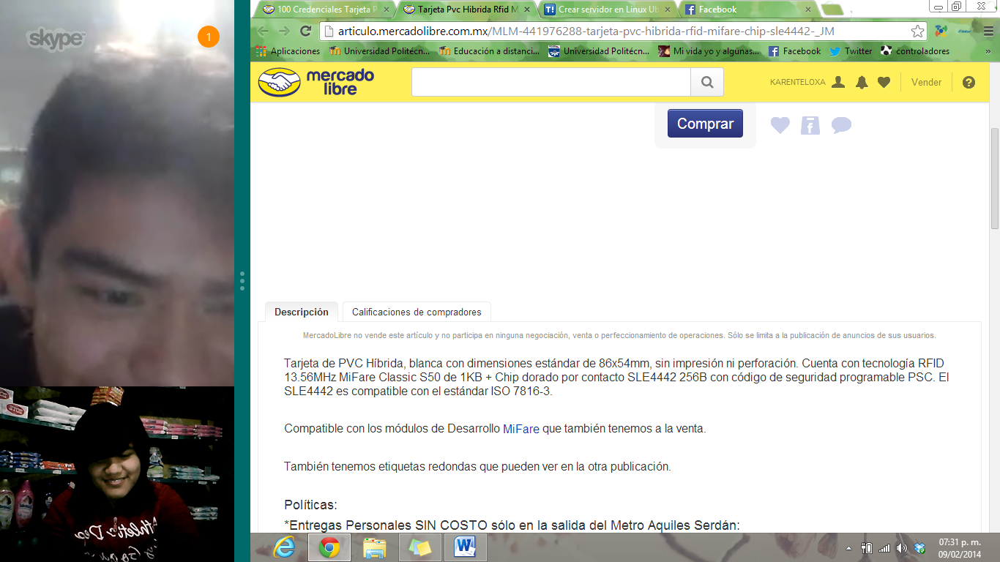 skype™
1
100 Credenciales Tarjeta P
Tarjeta Pvc Hibrida Rfid M
Crear servidor en Linux Ub
Facebook
articulo.mercadolibre.com.mx/MLM-441976288-tarjeta-pvc-hibrida-rfid-mifare-chip-sle4442-_JM
Aplicaciones
Universidad Politécn...
Educación a distanci...
Universidad Politécn...
Mi vida yo y algunas...
Facebook
Twitter
controladores
»
mercado
libre
KARENTELOXA
Vender
?
Comprar
Descripción
Calificaciones de compradores
MercadoLibre no vende este artículo y no participa en ninguna negociación, venta o perfeccionamiento de operaciones. Sólo se limita a la publicación de anuncios de sus usuarios.
Tarjeta de PVC Híbrida, blanca con dimensiones estándar de 86x54mm, sin impresión ni perforación. Cuenta con tecnología RFID
13.56MHz MiFare Classic S50 de 1KB + Chip dorado por contacto SLE4442 256B con código de seguridad programable PSC. El
SLE4442 es compatible con el estándar ISO 7816-3.
Compatible con los módulos de Desarrollo MiFare que también tenemos a la venta.
También tenemos etiquetas redondas que pueden ver en la otra publicación.
Políticas:
*Entregas Personales SIN COSTO sólo en la salida del Metro Aquiles Serdán:
07:31 p. m.
09/02/2014